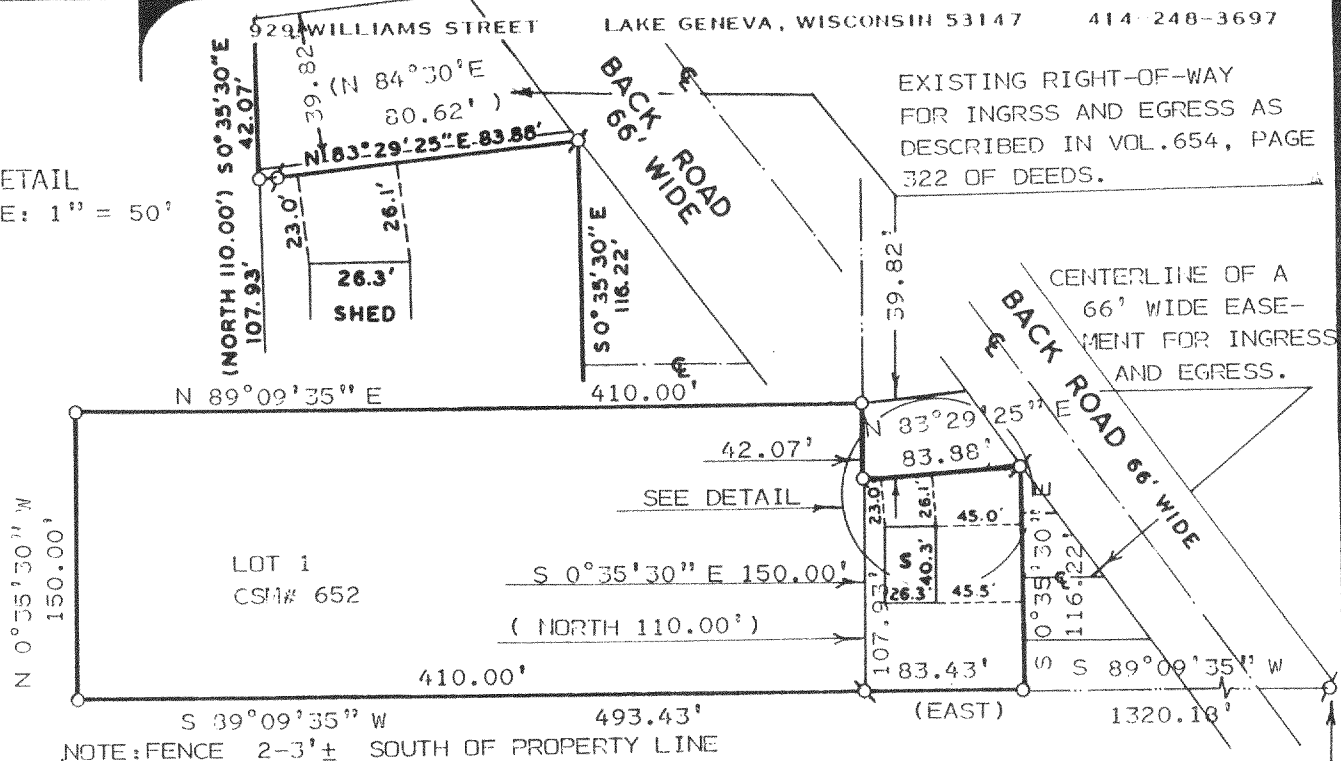 929 WILLIAMS STREET LAKE GENEVA, WISCONSIN 53147 414 248-3697
S 0°35'30" E
42.07'
39.82'
(N 84°30'E
80.62' )
N 83°29'25" E 83.88'
BACK ROAD
66' WIDE
EXISTING RIGHT-OF-WAY
FOR INGRSS AND EGRESS AS
DESCRIBED IN VOL.654, PAGE
322 OF DEEDS.
ETAIL
E: 1" = 50'
(NORTH 110.00')
107.93'
23.0'
26.1'
26.3'
SHED
S 0°35'30" E
116.22'
39.82'
CENTERLINE OF A
66' WIDE EASE-
MENT FOR INGRESS
AND EGRESS.
BACK ROAD 66' WIDE
N 89°09'35" E 410.00'
N 83°29'25" E
83.88'
42.07'
SEE DETAIL
23.0'
26.1'
45.0'
S
40.3'
26.3'
45.5'
N 0°35'30" W
150.00'
LOT 1
CSM# 652
S 0°35'30" E 150.00'
( NORTH 110.00')
107.93'
S 0°35'30" E
116.22'
410.00'
83.43'
S 89°09'35" W
S 89°09'35" W 493.43' (EAST) 1320.18'
NOTE:FENCE 2-3'± SOUTH OF PROPERTY LINE